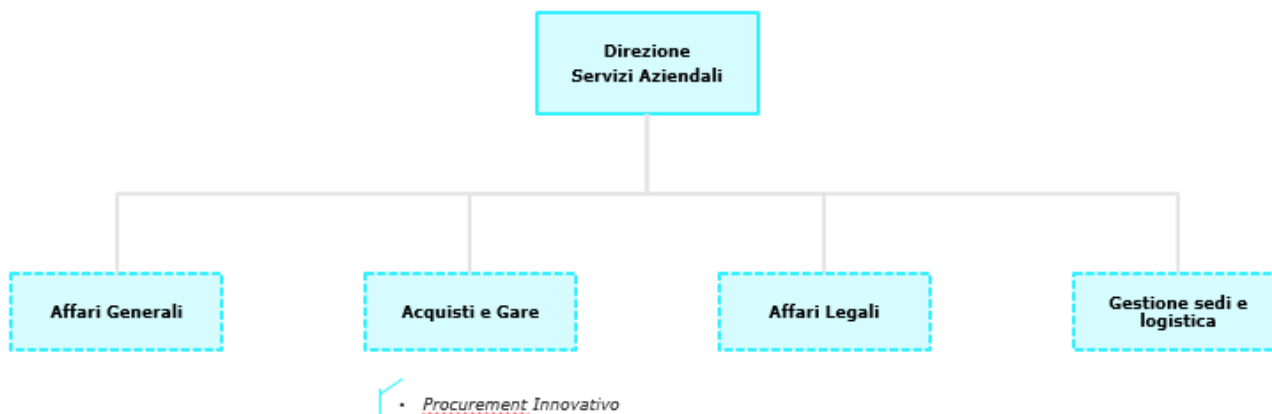 Direzione
Servizi Aziendali
Affari Generali
Acquisti e Gare
Affari Legali
Gestione sedi e
logistica
• Procurement Innovativo